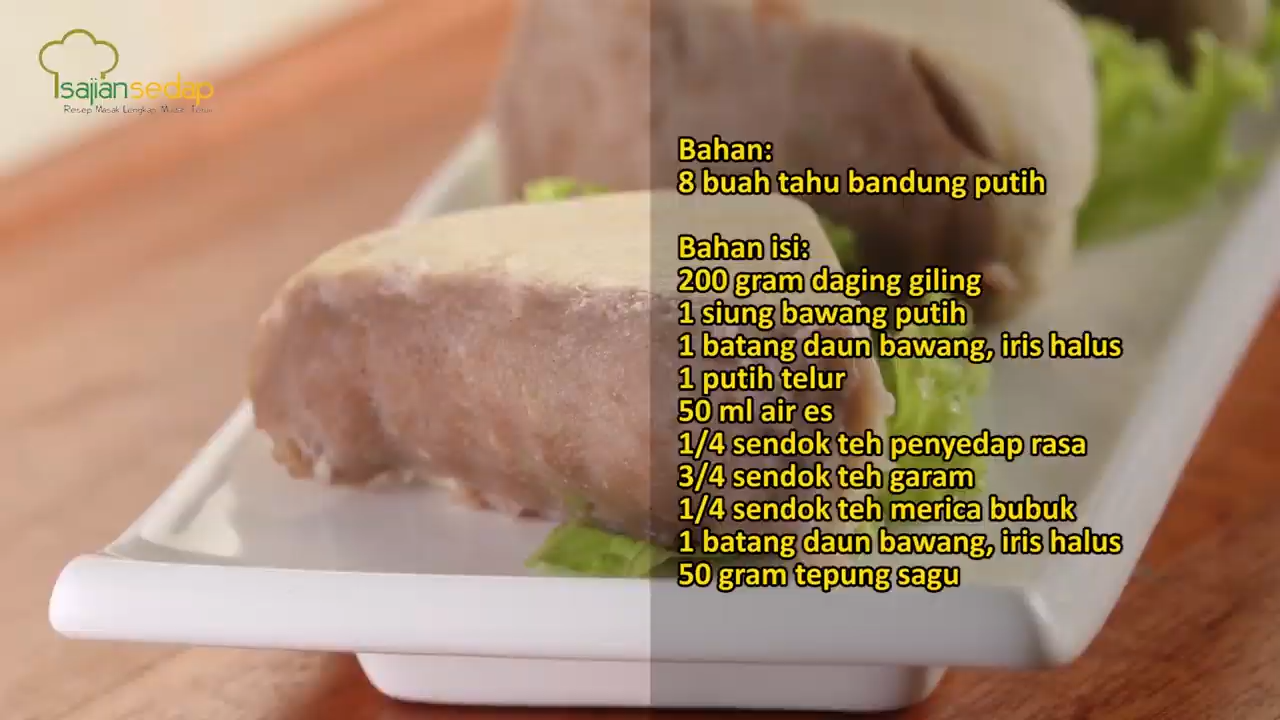 sajiansedap
Resep Masak Lengkap Mudah Teruji
Bahan:
8 buah tahu bandung putih
Bahan isi:
200 gram daging giling
1 siung bawang putih
1 batang daun bawang, iris halus
1 putih telur
50 ml air es
1/4 sendok teh penyedap rasa
3/4 sendok teh garam
1/4 sendok teh merica bubuk
1 batang daun bawang, iris halus
50 gram tepung sagu